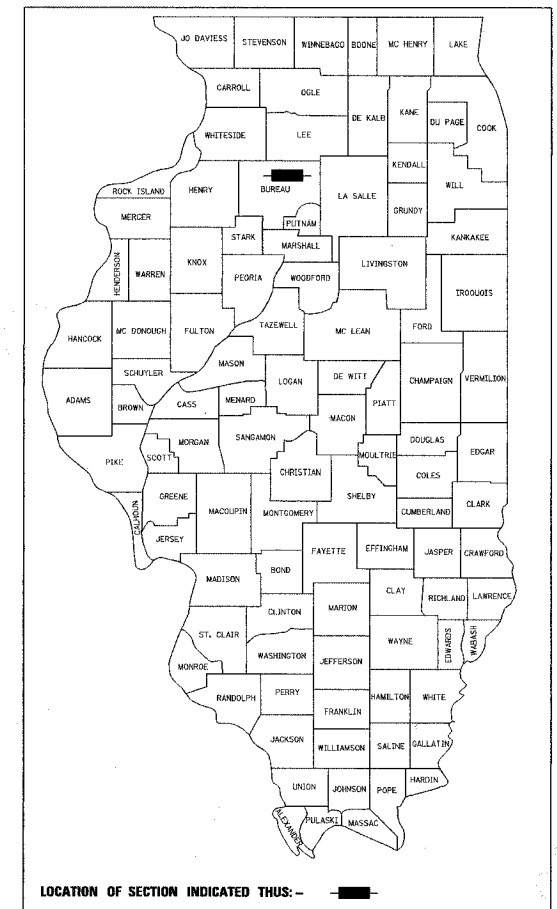 JO DAVIESS
STEVENSON
WINNEBAGO
BOONE
MC HENRY
LAKE
CARROLL
OGLE
DE KALB
KANE
DU PAGE
COOK
WHITESIDE
LEE
KENDALL
WILL
ROCK ISLAND
HENRY
BUREAU
LA SALLE
GRUNDY
MERCER
PUTNAM
KANKAKEE
STARK
MARSHALL
HENDERSON
WARREN
KNOX
PEORIA
WOODFORD
LIVINGSTON
IROQUOIS
HANCOCK
MC DONOUGH
FULTON
TAZEWELL
MC LEAN
FORD
SCHUYLER
MASON
ADAMS
BROWN
CASS
MENARD
LOGAN
DE WITT
PIATT
CHAMPAIGN
VERMILION
MACON
MORGAN
SANGAMON
DOUGLAS
EDGAR
PIKE
SCOTT
CHRISTIAN
MOULTRIE
COLES
SHELBY
CALHOUN
GREENE
MACOUPIN
MONTGOMERY
CUMBERLAND
CLARK
JERSEY
FAYETTE
EFFINGHAM
JASPER
CRAWFORD
MADISON
BOND
CLAY
RICHLAND
LAWRENCE
CLINTON
MARION
ST. CLAIR
WAYNE
EDWARDS
WABASH
MONROE
WASHINGTON
JEFFERSON
RANDOLPH
PERRY
HAMILTON
WHITE
FRANKLIN
JACKSON
WILLIAMSON
SALINE
GALLATIN
UNION
JOHNSON
POPE
HARDIN
ALEXANDER
PULASKI
MASSAC
LOCATION OF SECTION INDICATED THUS: -